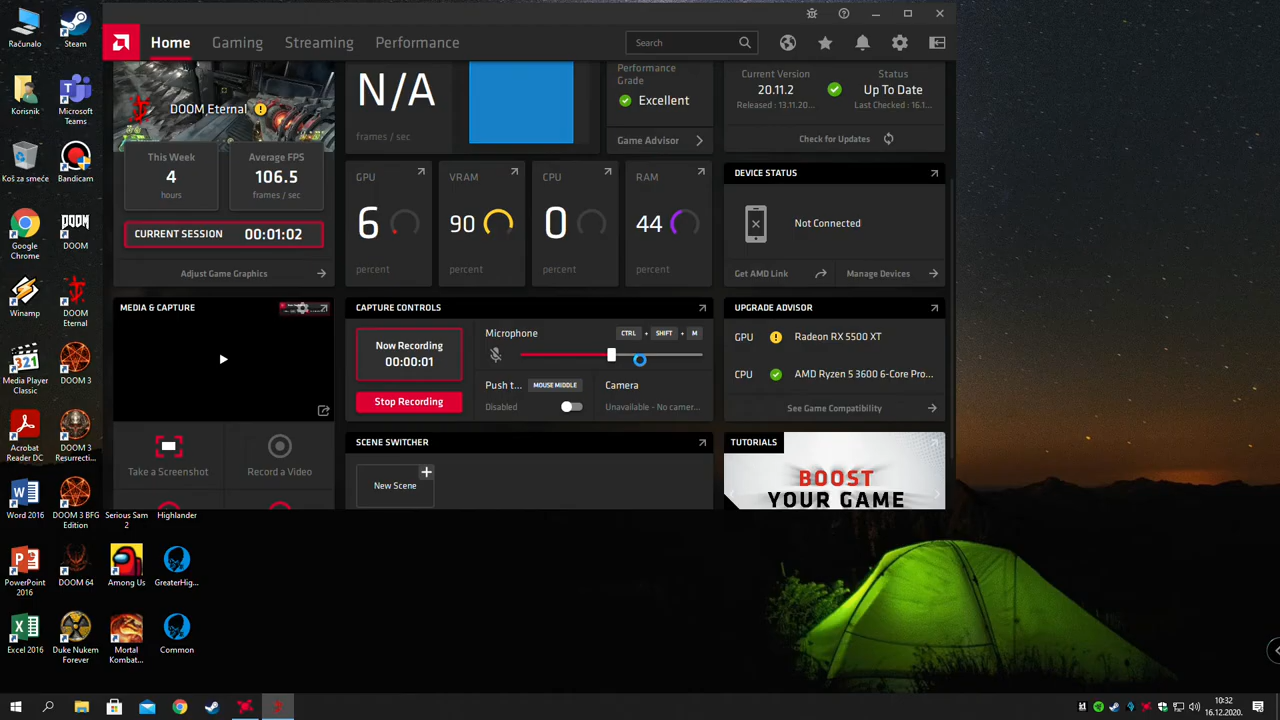 Home
Gaming
Streaming
Performance
Search
DOOM Eternal
This Week
4
hours
Average FPS
106.5
frames / sec
CURRENT SESSION 00:01:02
Adjust Game Graphics
N/A
frames / sec
Performance
Grade
Excellent
Game Advisor
Current Version
20.11.2
Released : 13.11.20...
Status
Up To Date
Last Checked : 16.1...
Check for Updates
GPU
6
percent
VRAM
90
percent
CPU
0
percent
RAM
44
percent
DEVICE STATUS
Not Connected
Get AMD Link
Manage Devices
MEDIA & CAPTURE
Take a Screenshot
Record a Video
CAPTURE CONTROLS
Now Recording
00:00:01
Stop Recording
Microphone
CTRL + SHIFT + M
Push t...
MOUSE MIDDLE
Disabled
Camera
Unavailable - No camer...
UPGRADE ADVISOR
GPU Radeon RX 5500 XT
CPU AMD Ryzen 5 3600 6-Core Pro...
See Game Compatibility
SCENE SWITCHER
New Scene
TUTORIALS
BOOST
YOUR GAME
Računalo
Steam
Korisnik
Microsoft
Teams
Koš za smeće
Bandicam
Google
Chrome
DOOM
DOOM
Winamp
DOOM
Eternal
321
Media Player
Classic
DOOM 3
Acrobat
Reader DC
DOOM 3
Resurrecti...
Word 2016
DOOM 3 BFG
Edition
Serious Sam
2
Highlander
PowerPoint
2016
DOOM 64
Among Us
GreaterHig...
Excel 2016
Duke Nukem
Forever
Mortal
Kombat...
Common
10:32
16.12.2020.